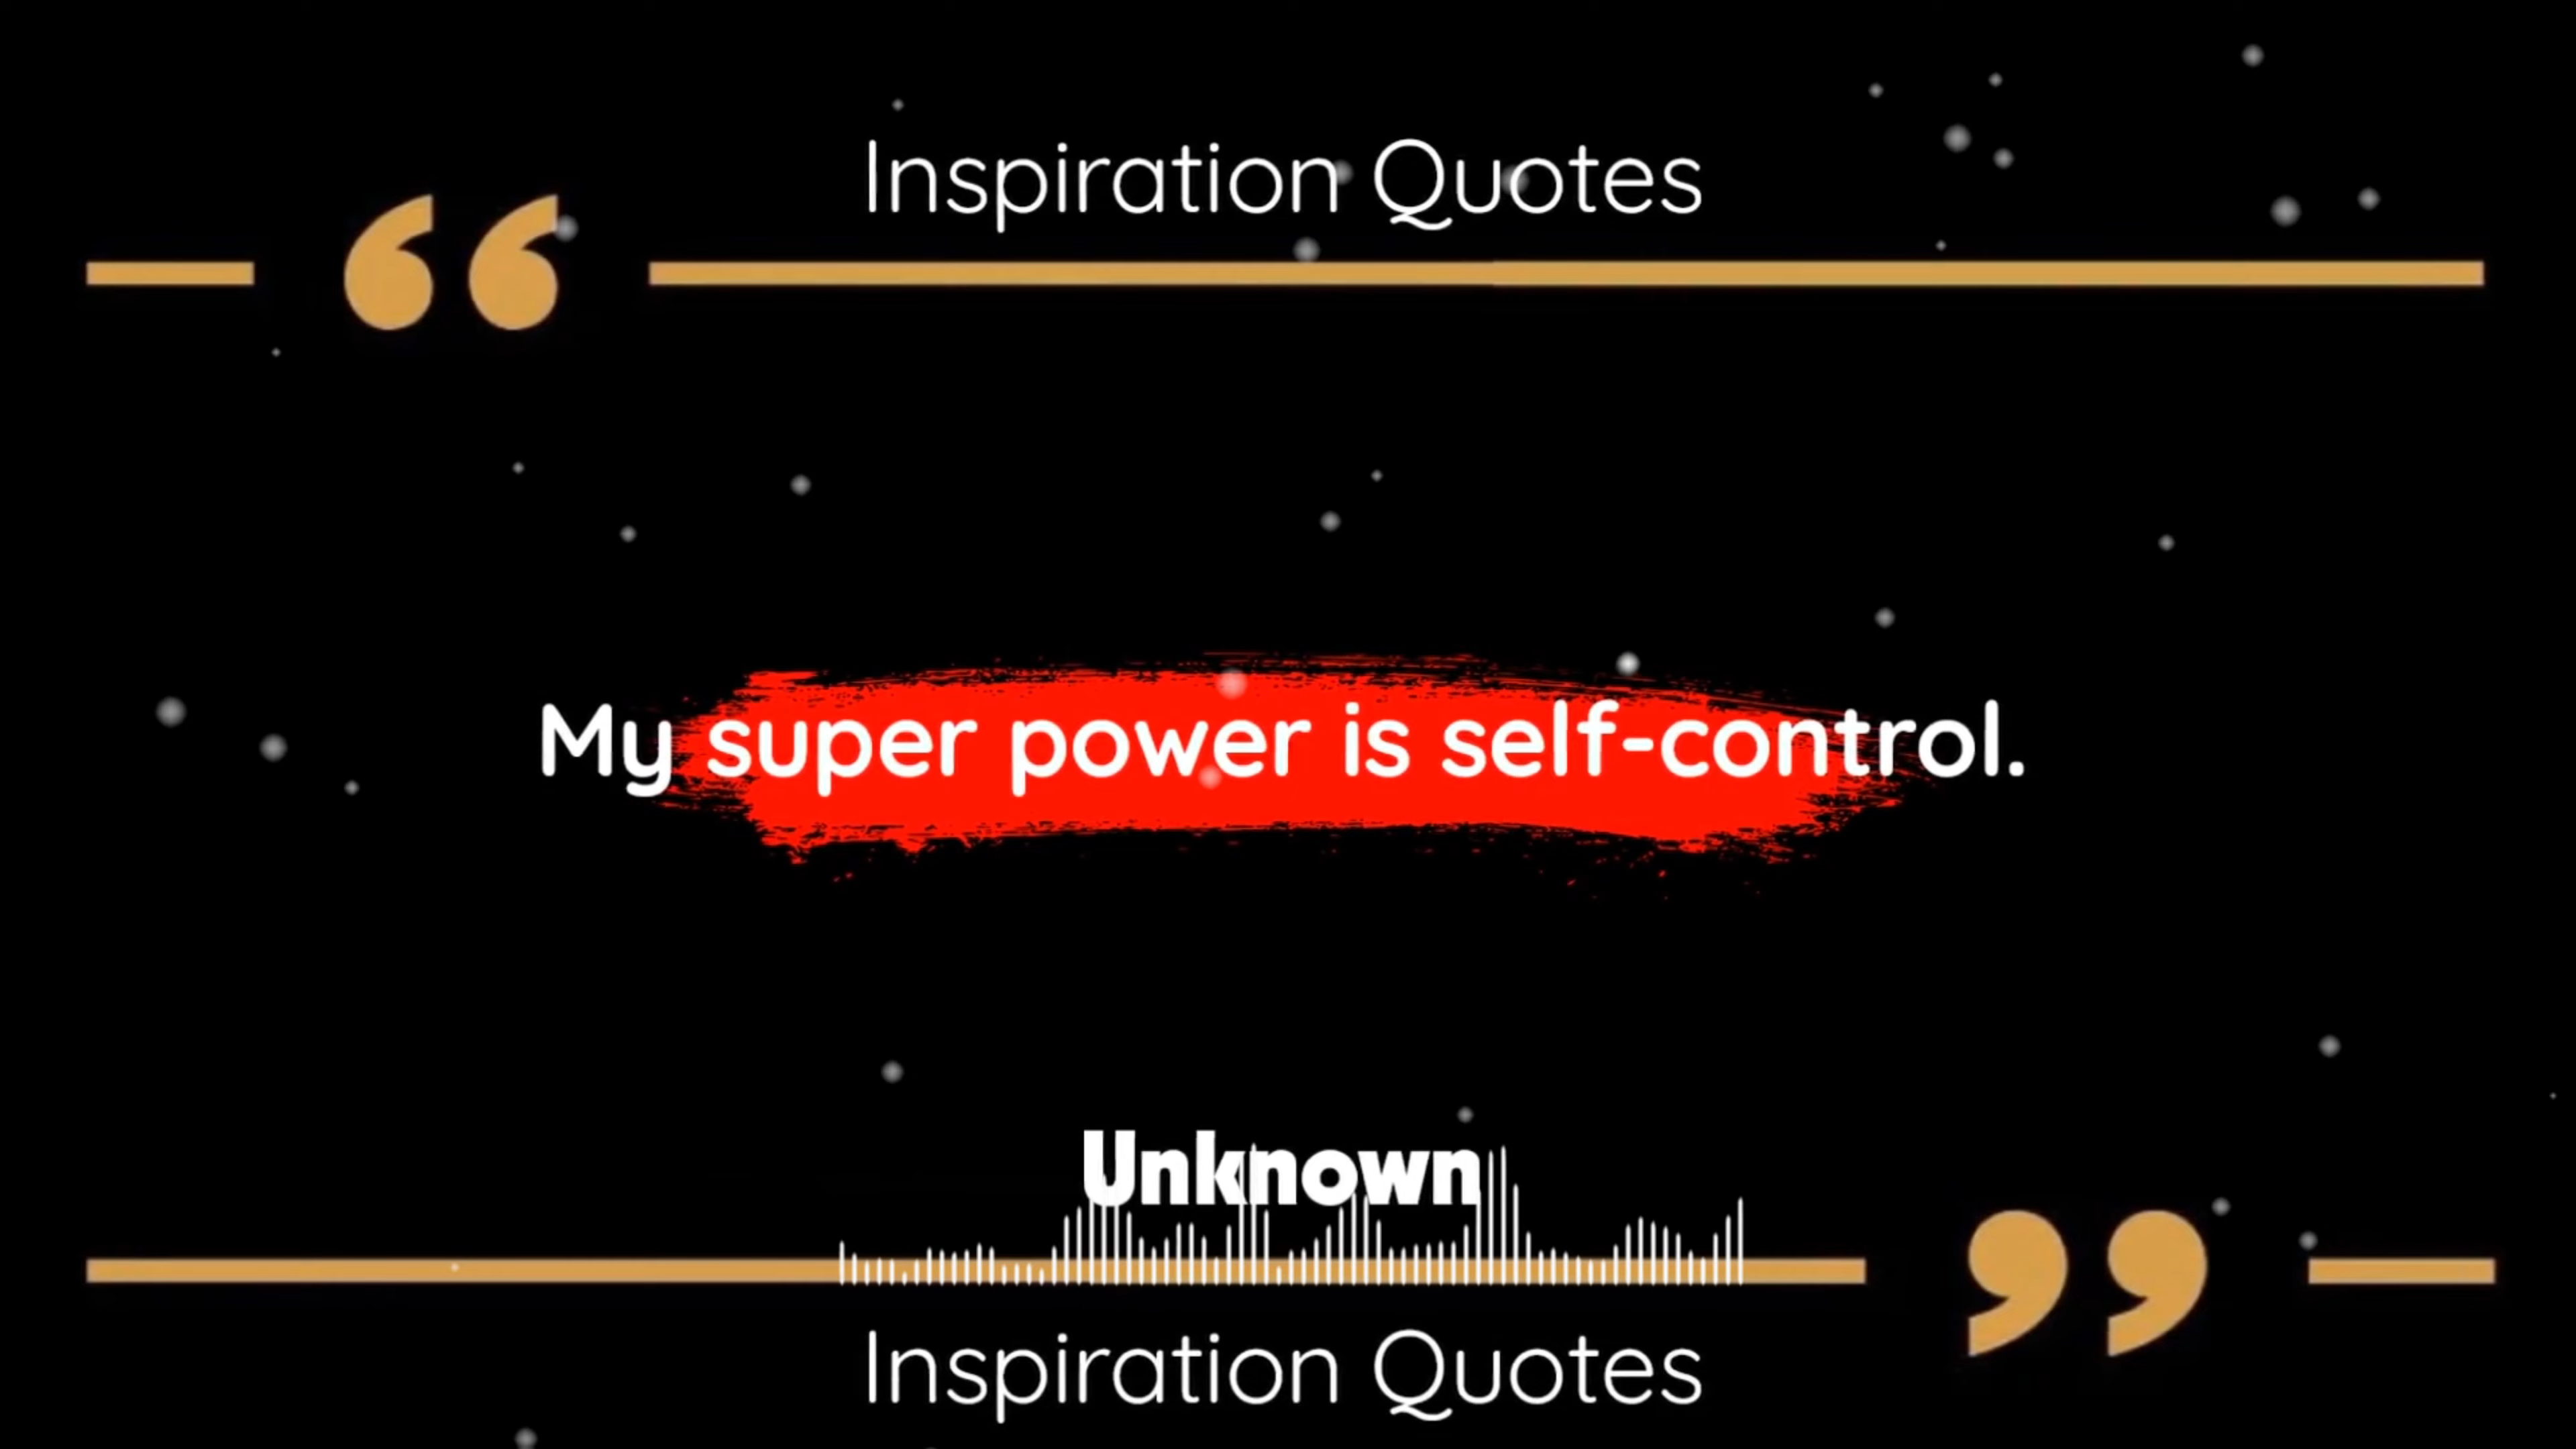 Inspiration Quotes
“
My super power is self-control.
Unknown
”
Inspiration Quotes